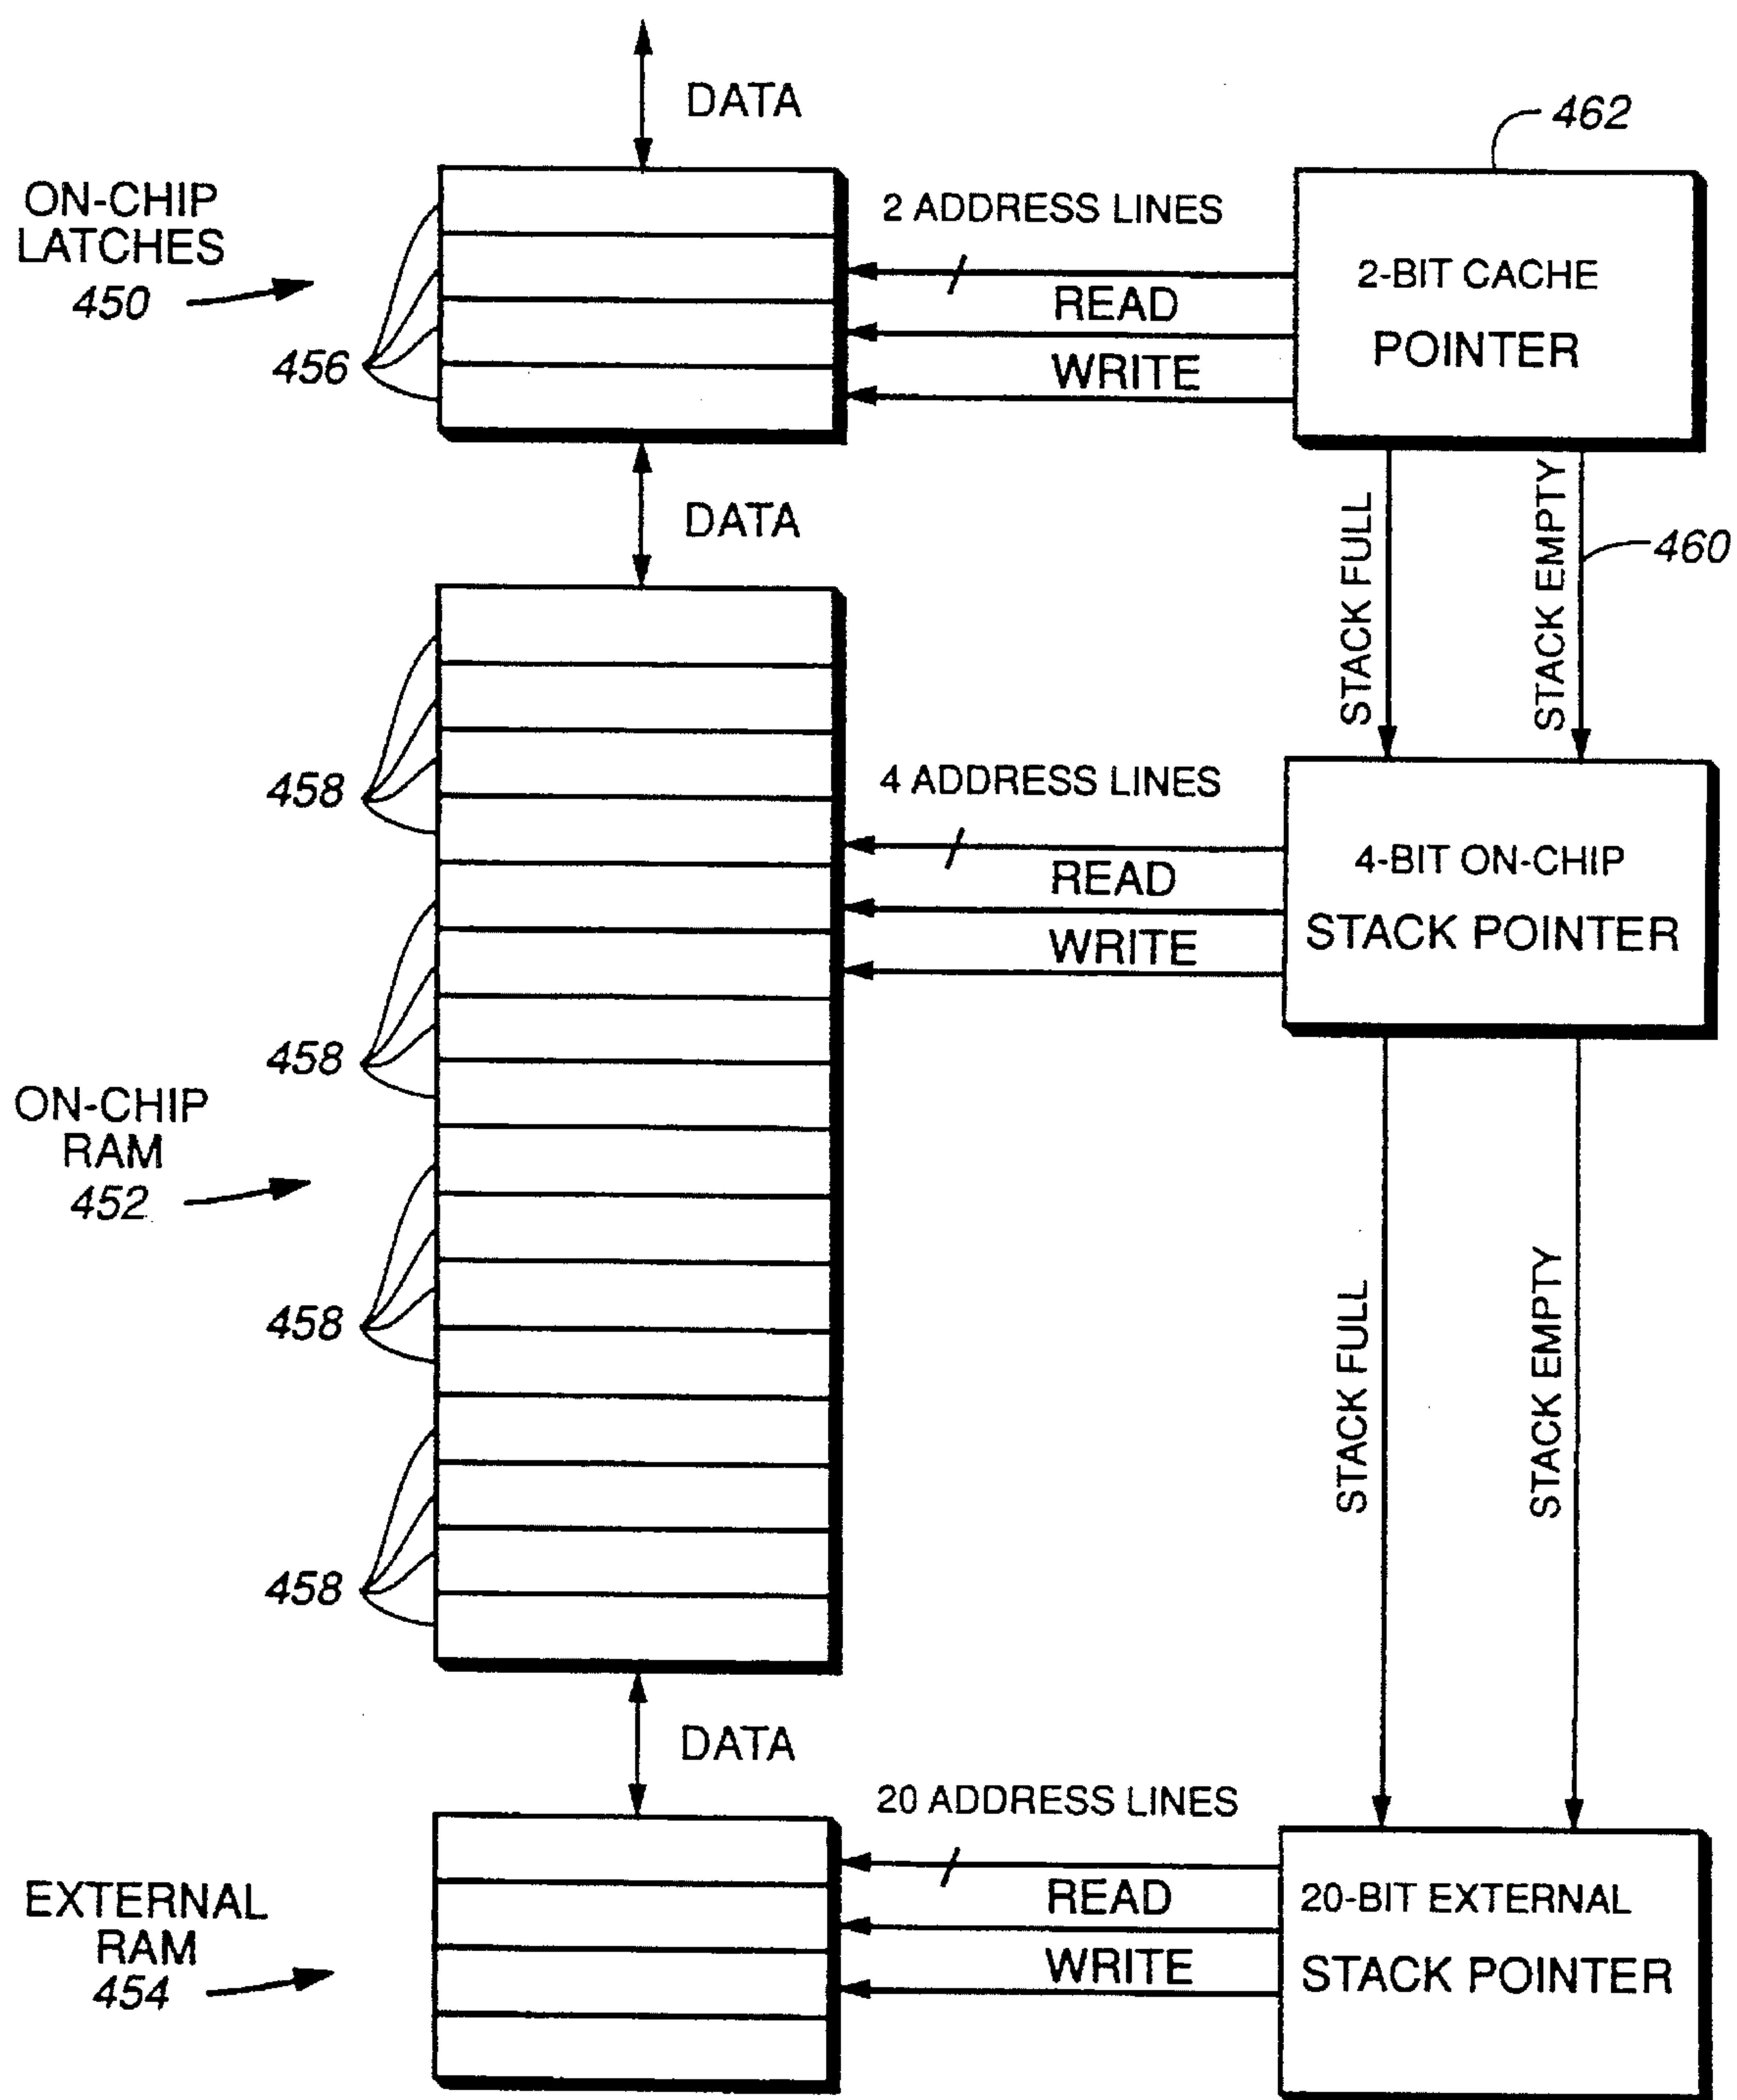 DATA
462
ON-CHIP
LATCHES
450
456
2 ADDRESS LINES
READ
WRITE
2-BIT CACHE
POINTER
DATA
STACK FULL
STACK EMPTY
460
458
4 ADDRESS LINES
READ
WRITE
4-BIT ON-CHIP
STACK POINTER
458
ON-CHIP
RAM
452
458
STACK FULL
STACK EMPTY
458
DATA
20 ADDRESS LINES
READ
WRITE
20-BIT EXTERNAL
STACK POINTER
EXTERNAL
RAM
454